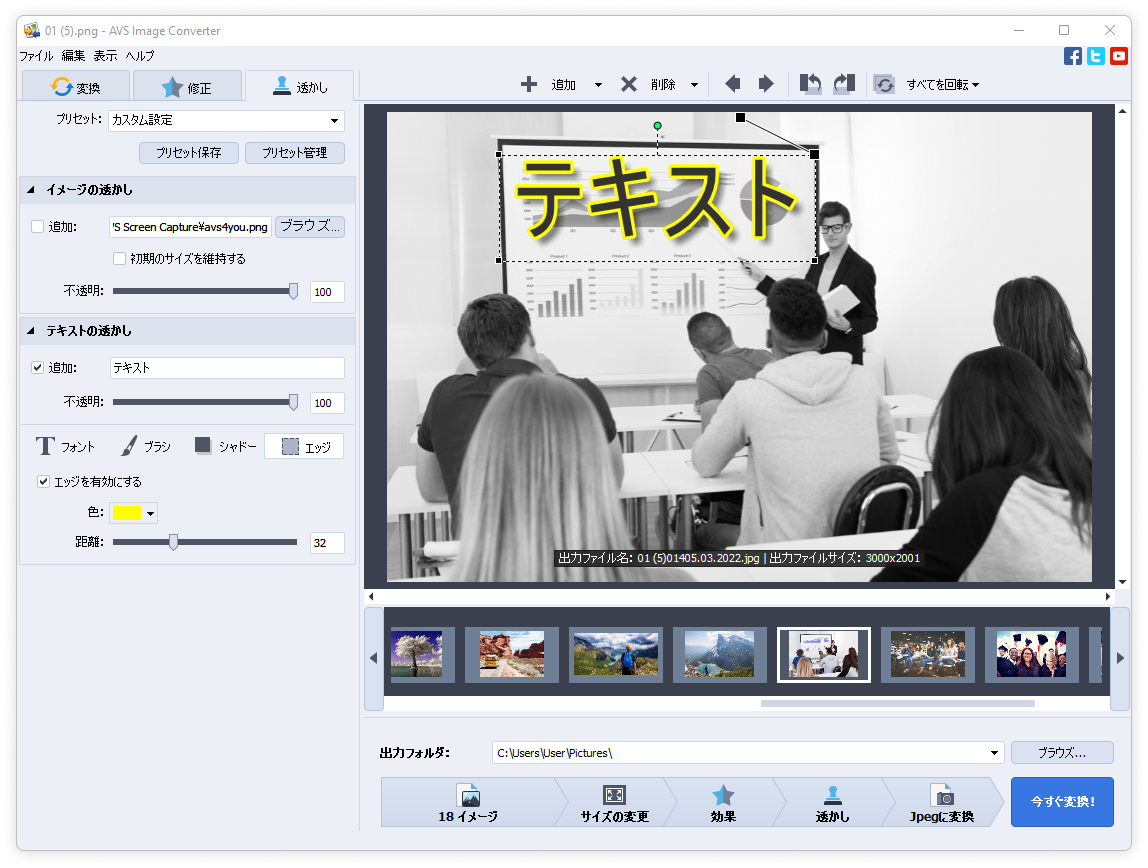 01 (5).png - AVS Image Converter
ファイル 編集 表示 ヘルプ
変換 修正 透かし
追加 削除 すべてを回転
プリセット: カスタム設定
プリセット保存 プリセット管理
イメージの透かし
追加: 'S Screen Capture¥avs4you.png ブラウズ...
初期のサイズを維持する
不透明: 100
テキストの透かし
追加: テキスト
不透明: 100
フォント ブラシ シャドー エッジ
エッジを有効にする
色:
距離: 32
テキスト
Product 1 Product 2 Product 3
出力ファイル名: 01 (5)01405.03.2022.jpg | 出力ファイルサイズ: 3000x2001
出力フォルダ: C:\Users\User\Pictures\ ブラウズ...
18 イメージ サイズの変更 効果 透かし Jpegに変換 今すぐ変換!